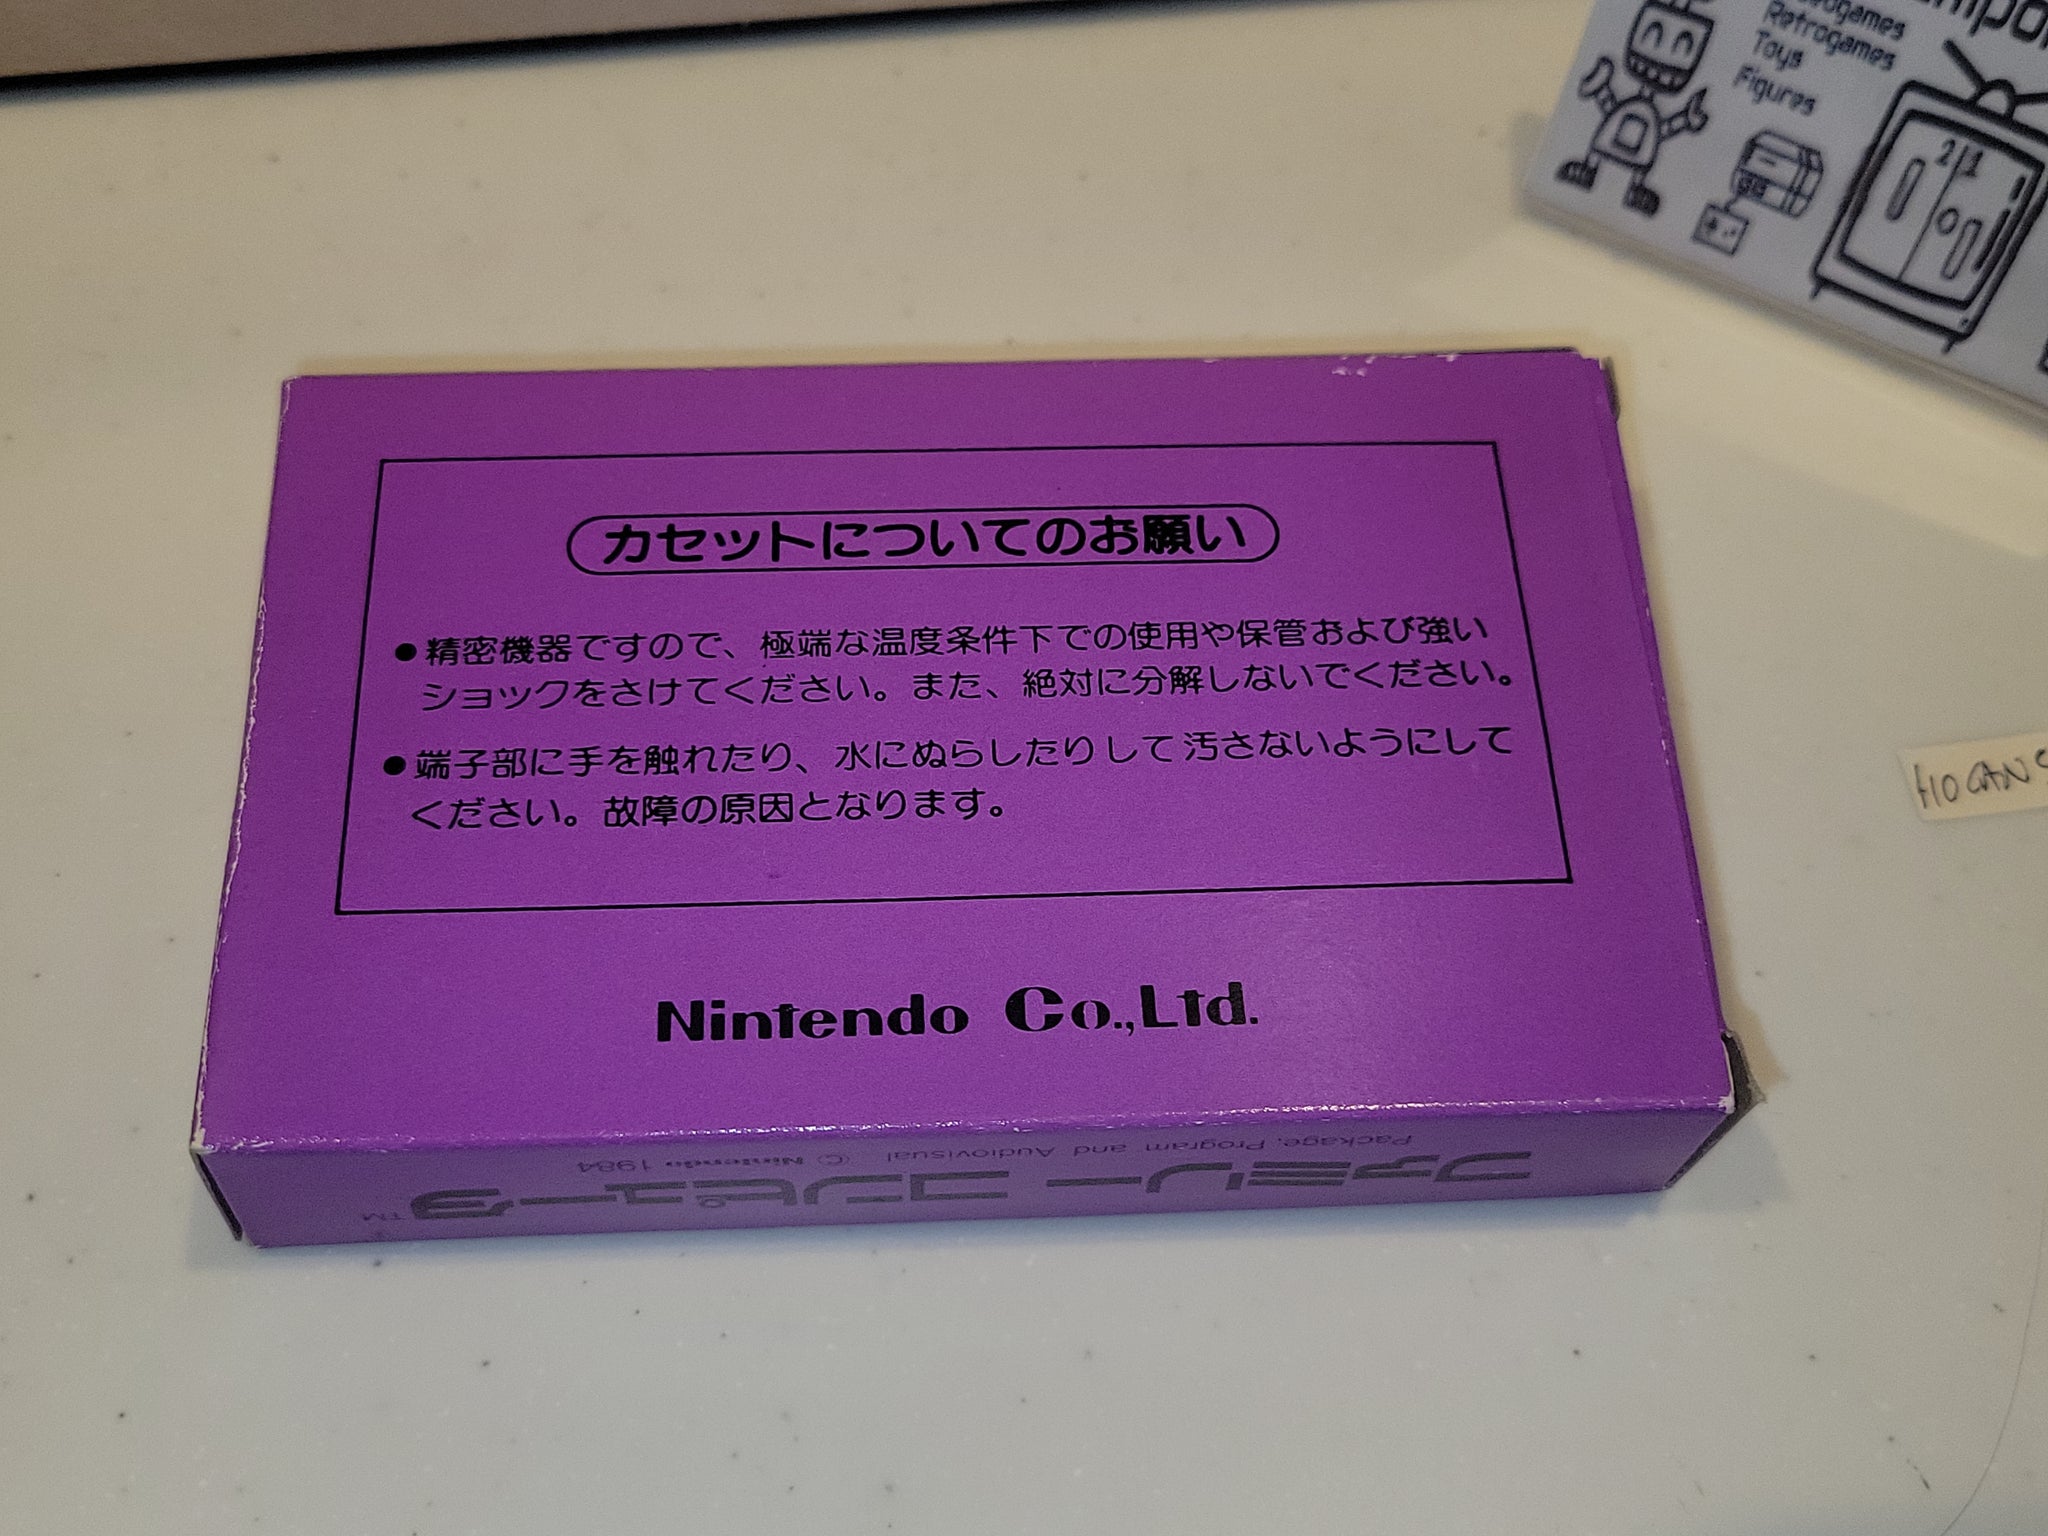 Retrogames
Toys
Figures
カセットについてのお願い
●精密機器ですので、極端な温度条件下での使用や保管および強い
ショックをさけてください。また、絶対に分解しないでください。
●端子部に手を触れたり、水にぬらしたりして汚さないようにして
ください。故障の原因となります。
Nintendo Co.,Ltd.
Package, Program and Audiovisual © Nintendo 1984
ファミリー コンピュータ™